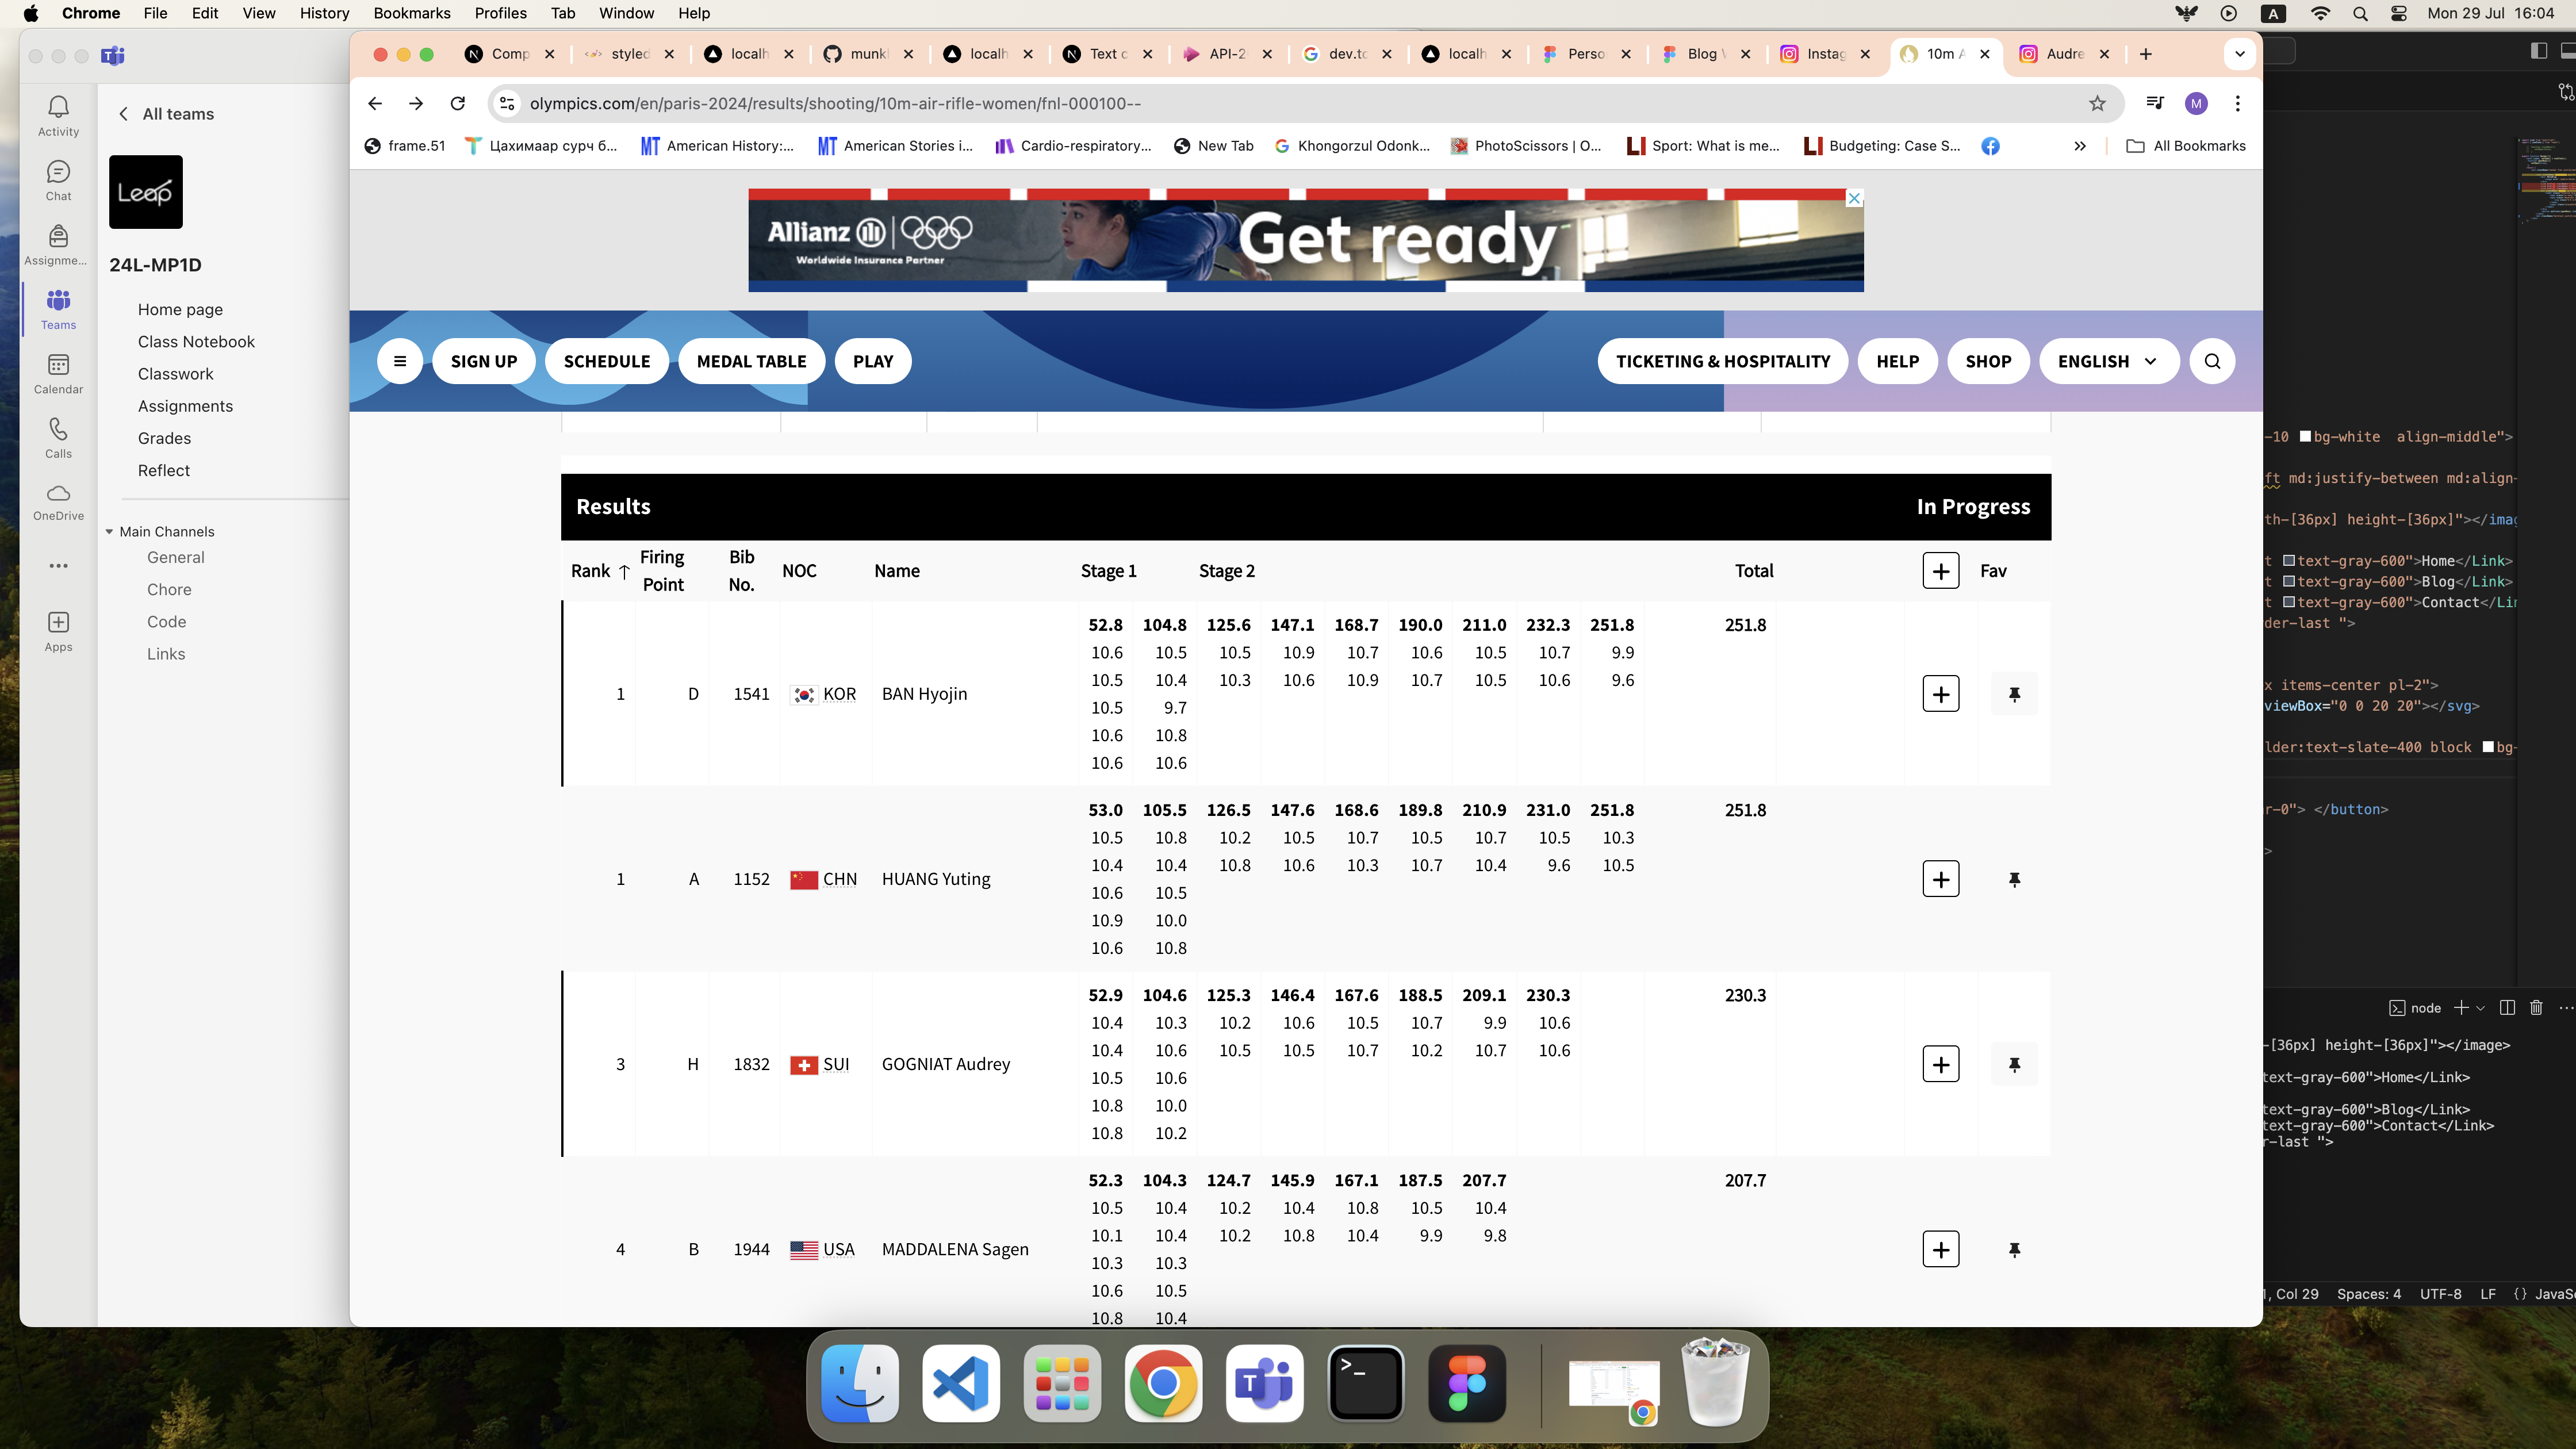 Chrome File Edit View History Bookmarks Profiles Tab Window Help A Mon 29 Jul 16:04
Comp styled localh munk localh Text c API-2 dev.to localh Perso Blog Instag 10m A Audre
olympics.com/en/paris-2024/results/shooting/10m-air-rifle-women/fnl-000100-- M
frame.51 Цахимаар сурч б... American History:... American Stories i... Cardio-respiratory... New Tab Khongorzul Odonk... PhotoScissors | O... Sport: What is me... Budgeting: Case S... » All Bookmarks
Activity
Chat
Assignme...
Teams
Calendar
Calls
OneDrive
Apps
All teams
Leap
24L-MP1D
Home page
Class Notebook
Classwork
Assignments
Grades
Reflect
Main Channels
General
Chore
Code
Links
Allianz
Worldwide Insurance Partner
Get ready
SIGN UP SCHEDULE MEDAL TABLE PLAY TICKETING & HOSPITALITY HELP SHOP ENGLISH
Results In Progress
Rank ↑ Firing Point Bib No. NOC Name Stage 1 Stage 2 Total Fav
52.8 104.8 125.6 147.1 168.7 190.0 211.0 232.3 251.8 251.8
10.6 10.5 10.5 10.9 10.7 10.6 10.5 10.7 9.9
10.5 10.4 10.3 10.6 10.9 10.7 10.5 10.6 9.6
1 D 1541 KOR BAN Hyojin
10.5 9.7
10.6 10.8
10.6 10.6
53.0 105.5 126.5 147.6 168.6 189.8 210.9 231.0 251.8 251.8
10.5 10.8 10.2 10.5 10.7 10.5 10.7 10.5 10.3
10.4 10.4 10.8 10.6 10.3 10.7 10.4 9.6 10.5
1 A 1152 CHN HUANG Yuting
10.6 10.5
10.9 10.0
10.6 10.8
52.9 104.6 125.3 146.4 167.6 188.5 209.1 230.3 230.3
10.4 10.3 10.2 10.6 10.5 10.7 9.9 10.6
10.4 10.6 10.5 10.5 10.7 10.2 10.7 10.6
3 H 1832 SUI GOGNIAT Audrey
10.5 10.6
10.8 10.0
10.8 10.2
52.3 104.3 124.7 145.9 167.1 187.5 207.7 207.7
10.5 10.4 10.2 10.4 10.8 10.5 10.4
10.1 10.4 10.2 10.8 10.4 9.9 9.8
4 B 1944 USA MADDALENA Sagen
10.3 10.3
10.6 10.5
10.8 10.4
-10 bg-white align-middle">
ft md:justify-between md:align-
th-[36px] height-[36px]"></imag
t text-gray-600">Home</Link>
t text-gray-600">Blog</Link>
t text-gray-600">Contact</Lin
der-last ">
x items-center pl-2">
viewBox="0 0 20 20"></svg>
lder:text-slate-400 block bg-
r-0"> </button>
>
node
-[36px] height-[36px]"></image>
text-gray-600">Home</Link>
text-gray-600">Blog</Link>
text-gray-600">Contact</Link>
r-last ">
, Col 29 Spaces: 4 UTF-8 LF {} JavaS